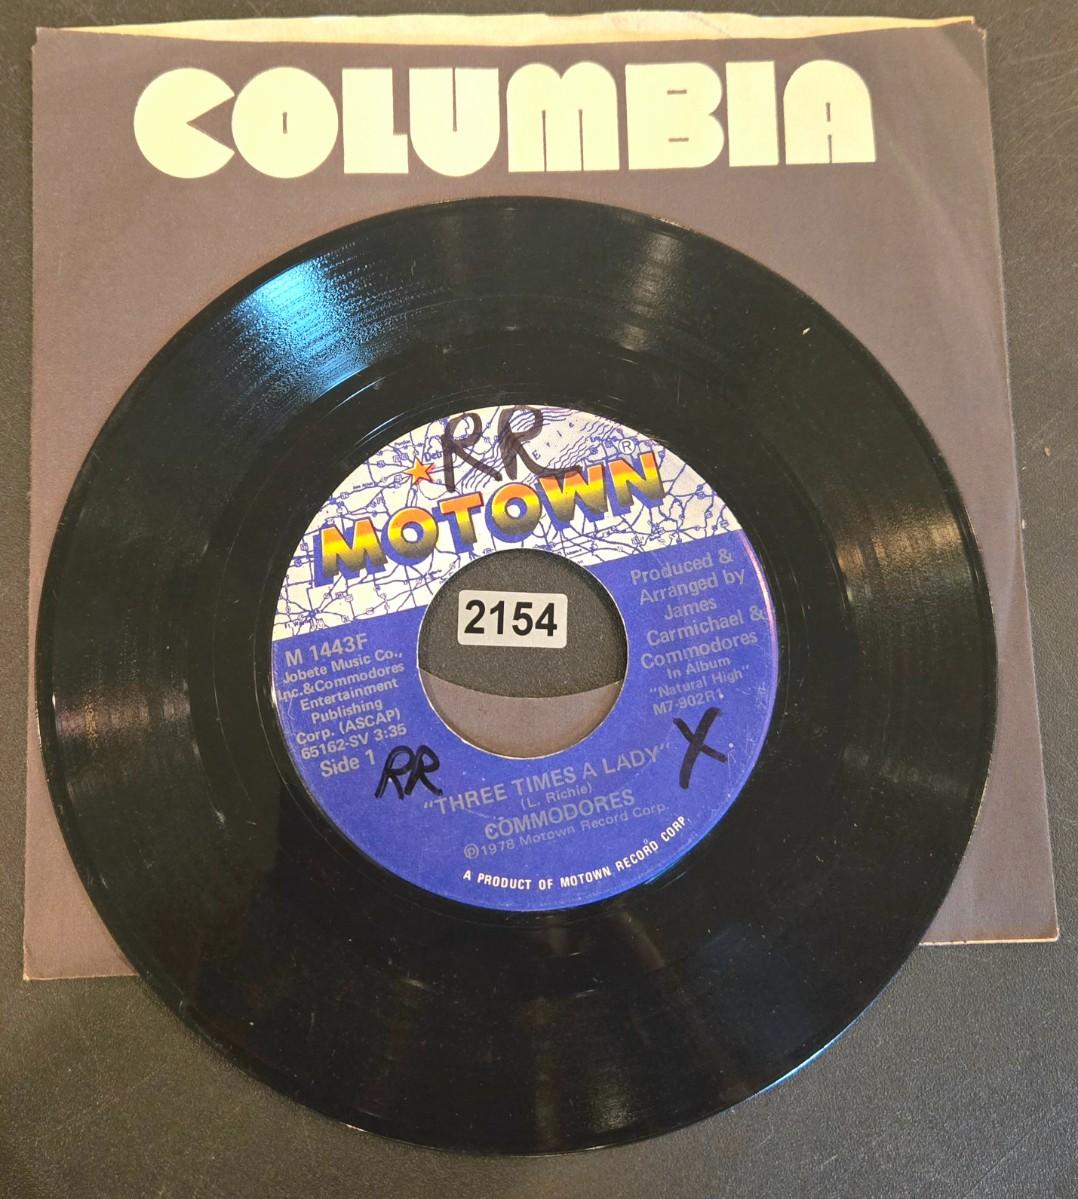 COLUMBIA
RR
MOTOWN
®
2154
M 1443F
Jobete Music Co.,
Inc.&Commodores
Entertainment
Publishing
Corp. (ASCAP)
65162-SV 3:35
Side 1
Produced &
Arranged by
James
Carmichael &
Commodores
In Album
"Natural High"
M7-902R1
RR
X
"THREE TIMES A LADY"
(L. Richie)
COMMODORES
℗1978 Motown Record Corp.
A PRODUCT OF MOTOWN RECORD CORP.